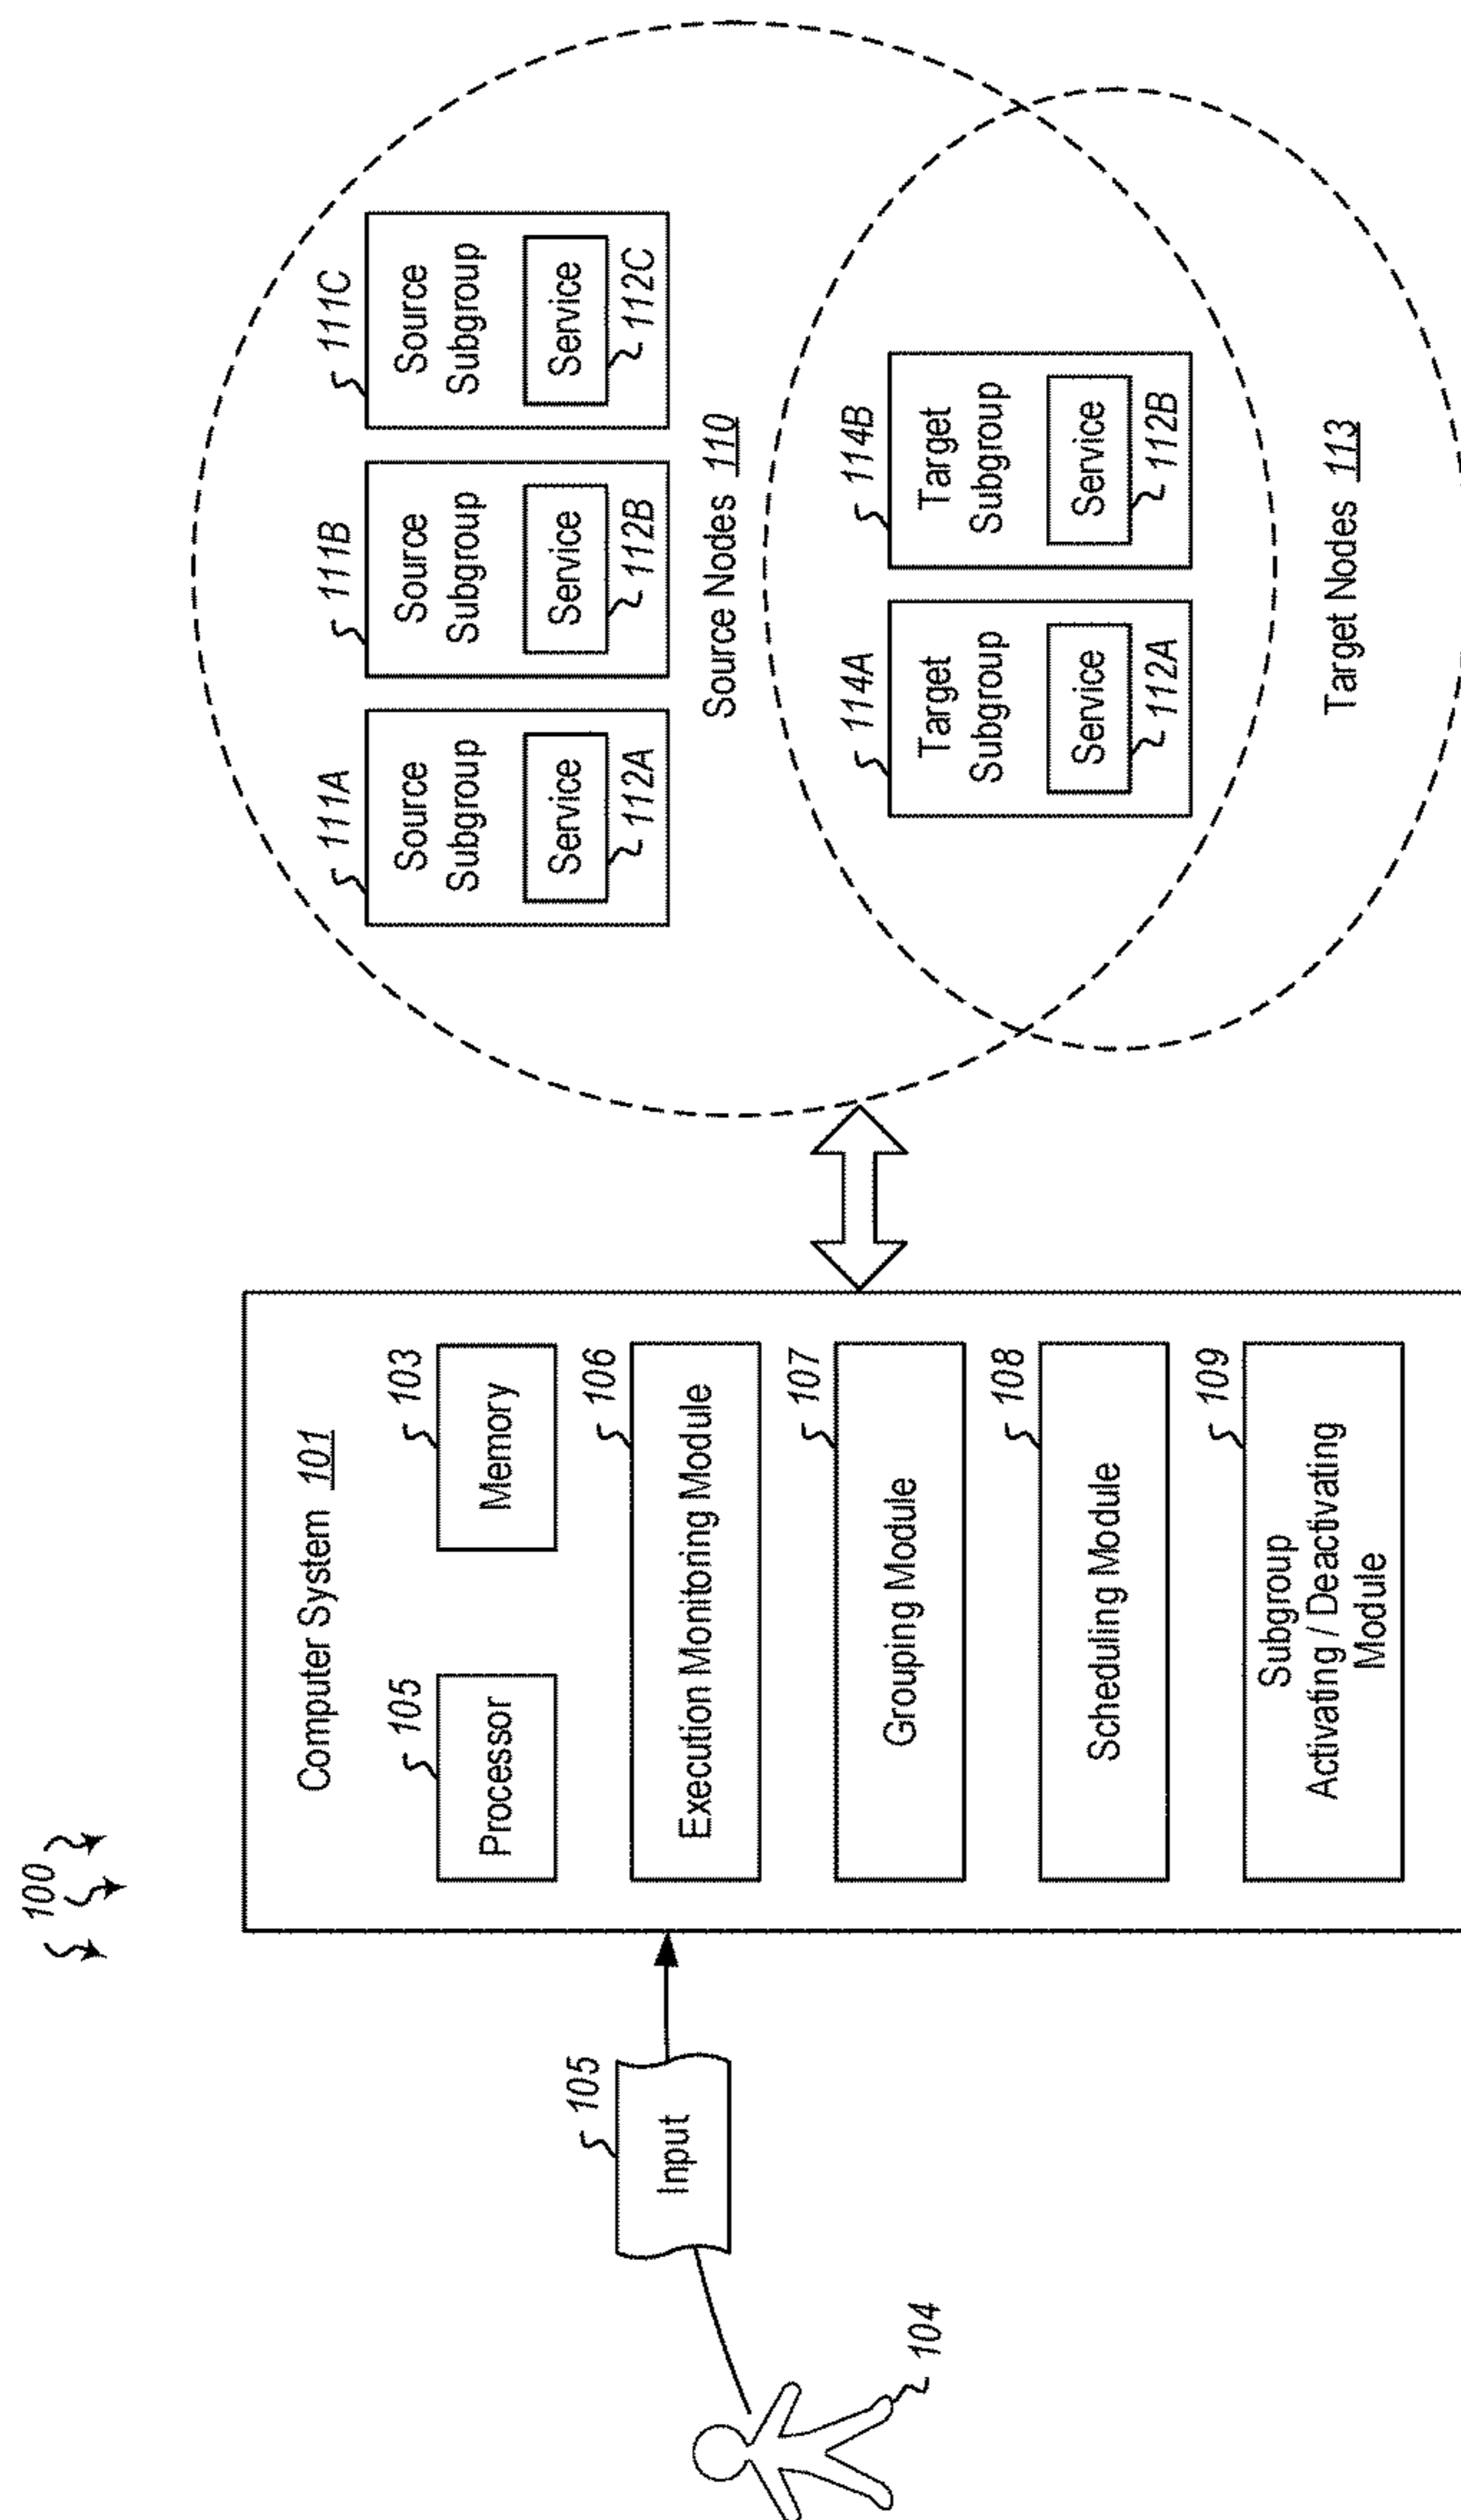 100
Computer System 101
105
Processor
103
Memory
106
Execution Monitoring Module
107
Grouping Module
108
Scheduling Module
109
Subgroup
Activating / Deactivating
Module
105
Input
104
111A
Source
Subgroup
Service
112A
111B
Source
Subgroup
Service
112B
111C
Source
Subgroup
Service
112C
Source Nodes 110
114A
Target
Subgroup
Service
112A
114B
Target
Subgroup
Service
112B
Target Nodes 113